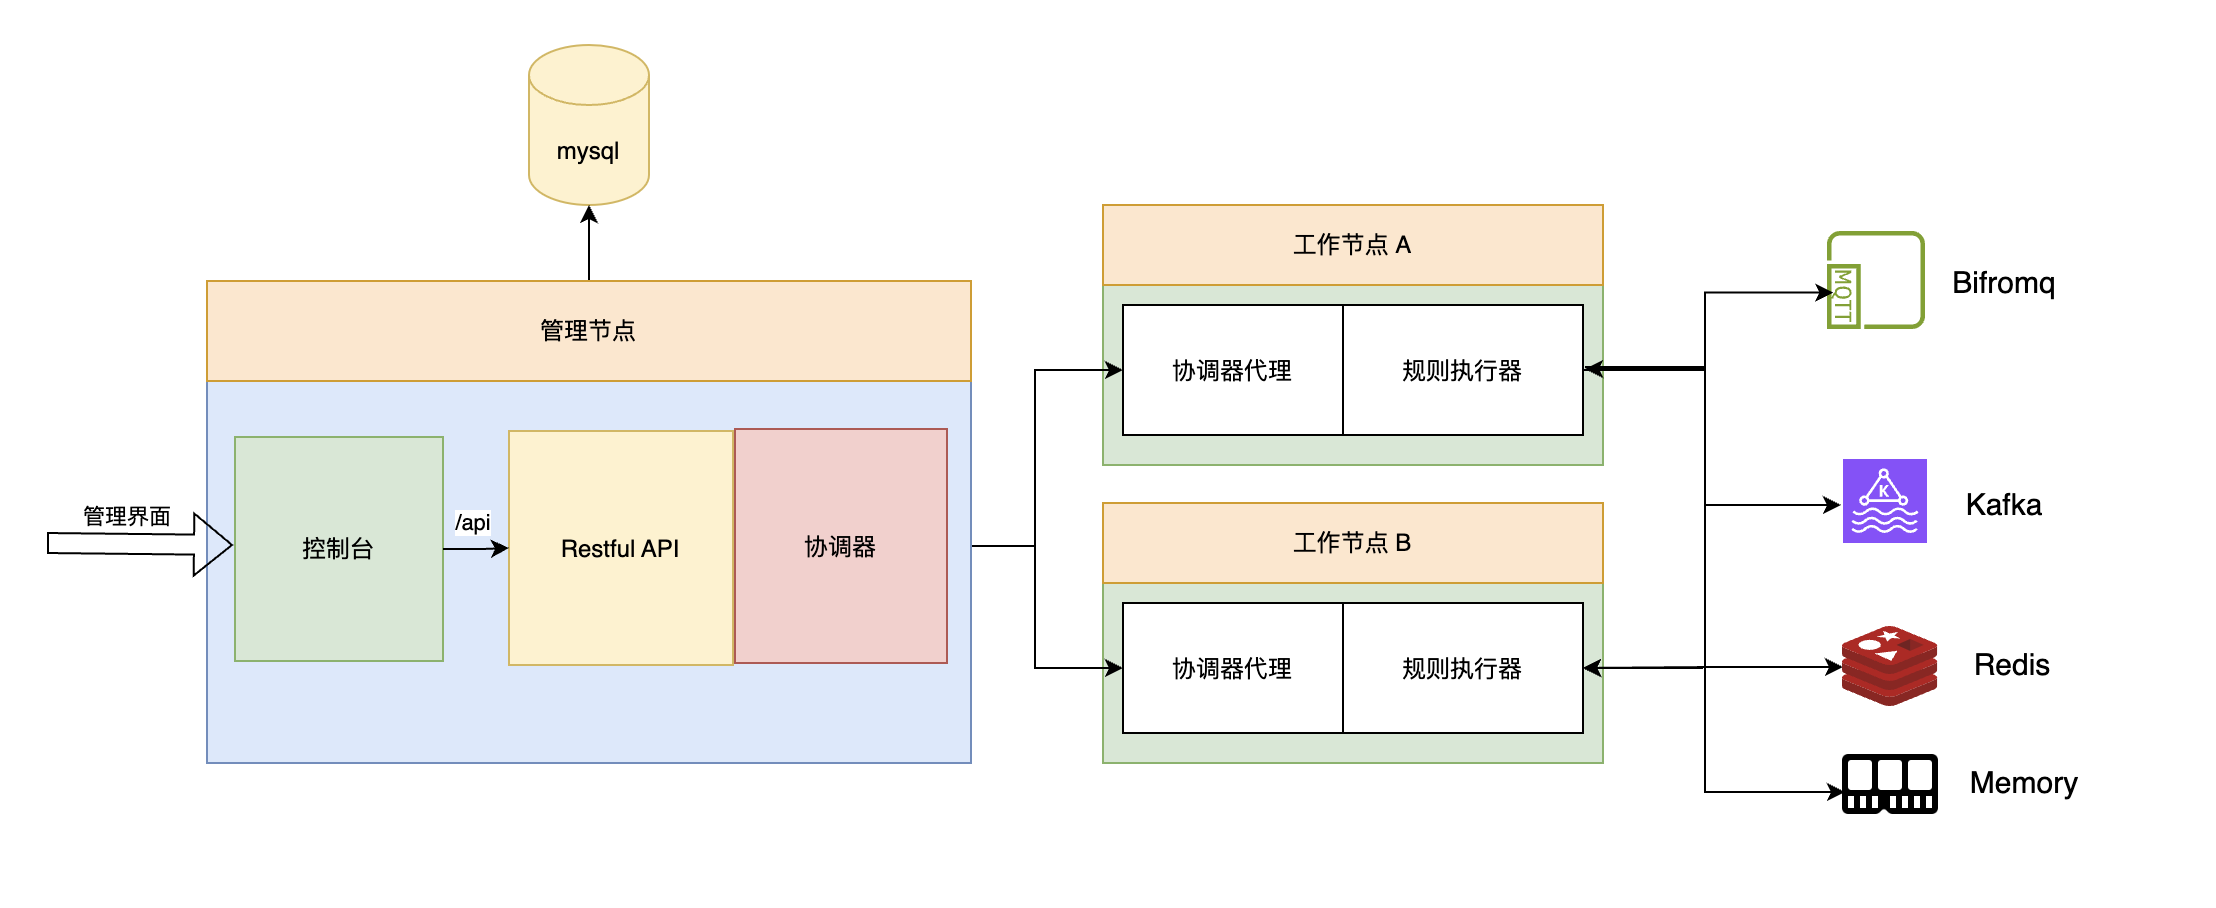 mysql
管理节点
管理界面
控制台
/api
Restful API
协调器
工作节点 A
协调器代理
规则执行器
工作节点 B
协调器代理
规则执行器
MQTT
Bifromq
K
Kafka
Redis
Memory